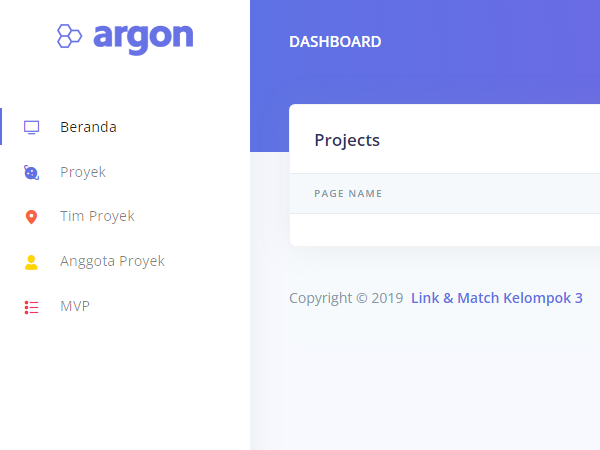 argon
Beranda
Proyek
Tim Proyek
Anggota Proyek
MVP
DASHBOARD
Projects
PAGE NAME
Copyright © 2019 Link & Match Kelompok 3